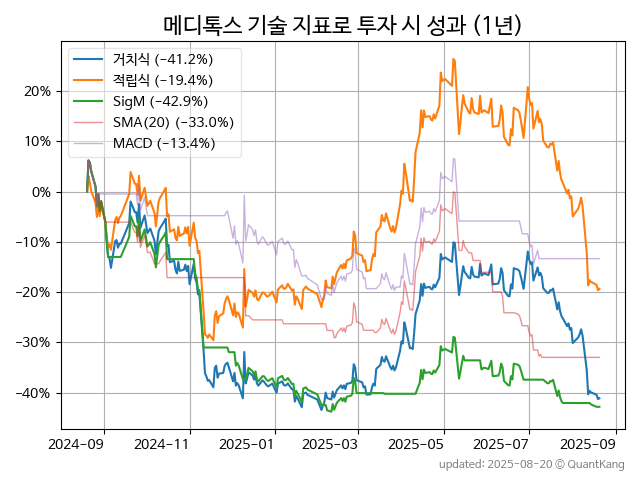 메디톡스 기술 지표로 투자 시 성과 (1년)
거치식 (−41.2%)
적립식 (−19.4%)
SigM (−42.9%)
SMA(20) (−33.0%)
MACD (−13.4%)
20%
10%
0%
−10%
−20%
−30%
−40%
2024-09 2024-11 2025-01 2025-03 2025-05 2025-07 2025-09
updated: 2025-08-20 © QuantKang